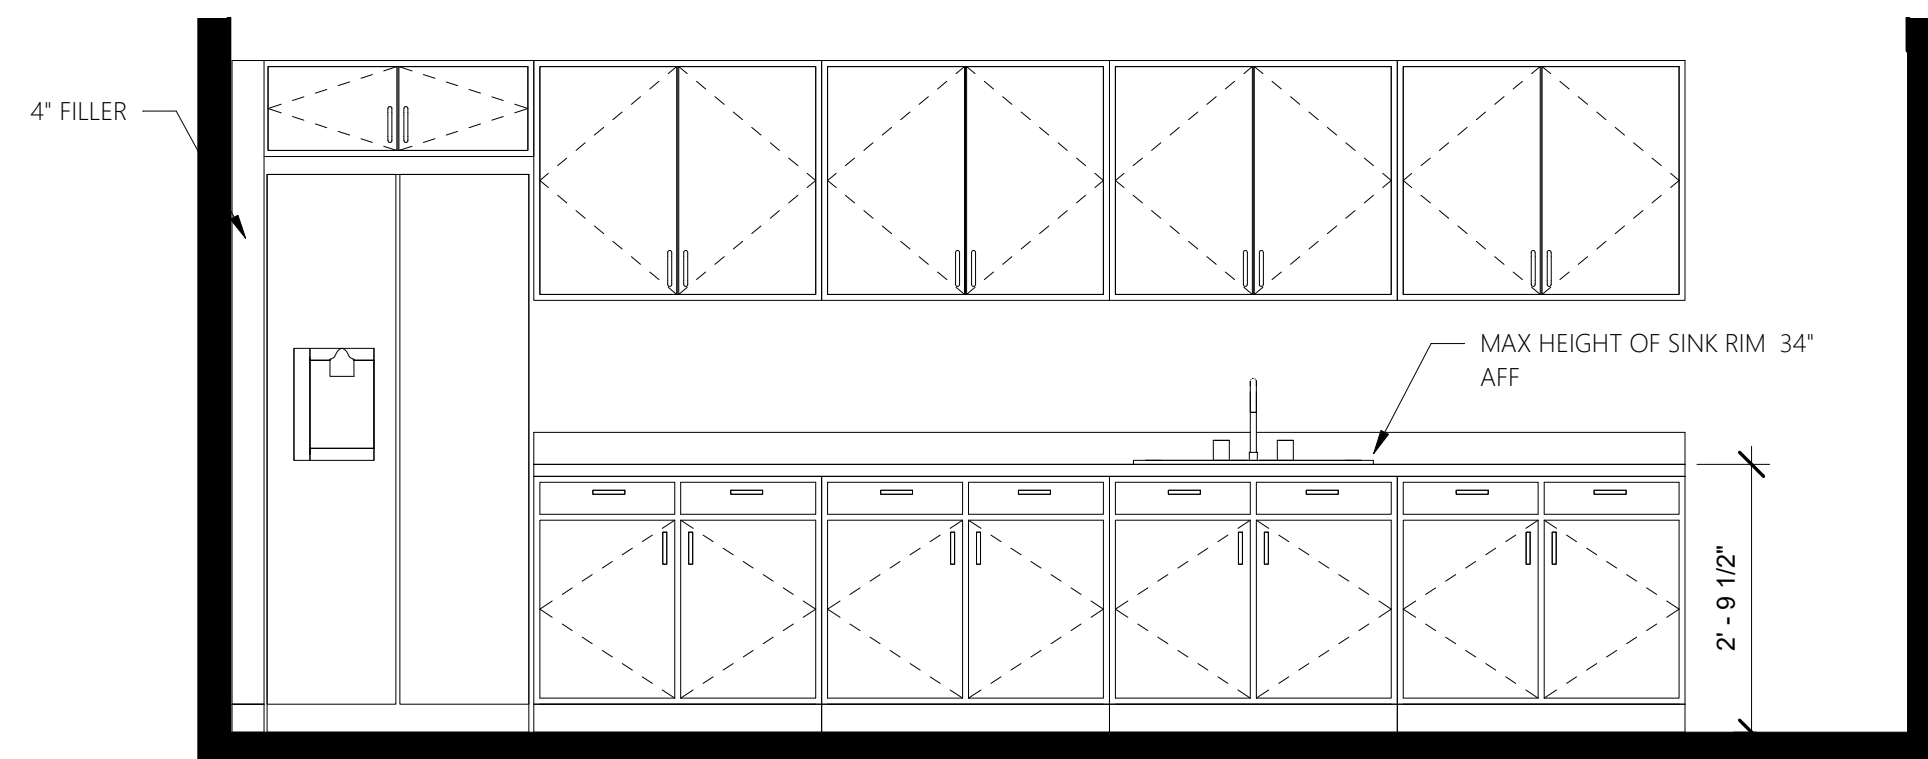 4" FILLER
MAX HEIGHT OF SINK RIM 34"
AFF
2' - 9 1/2"